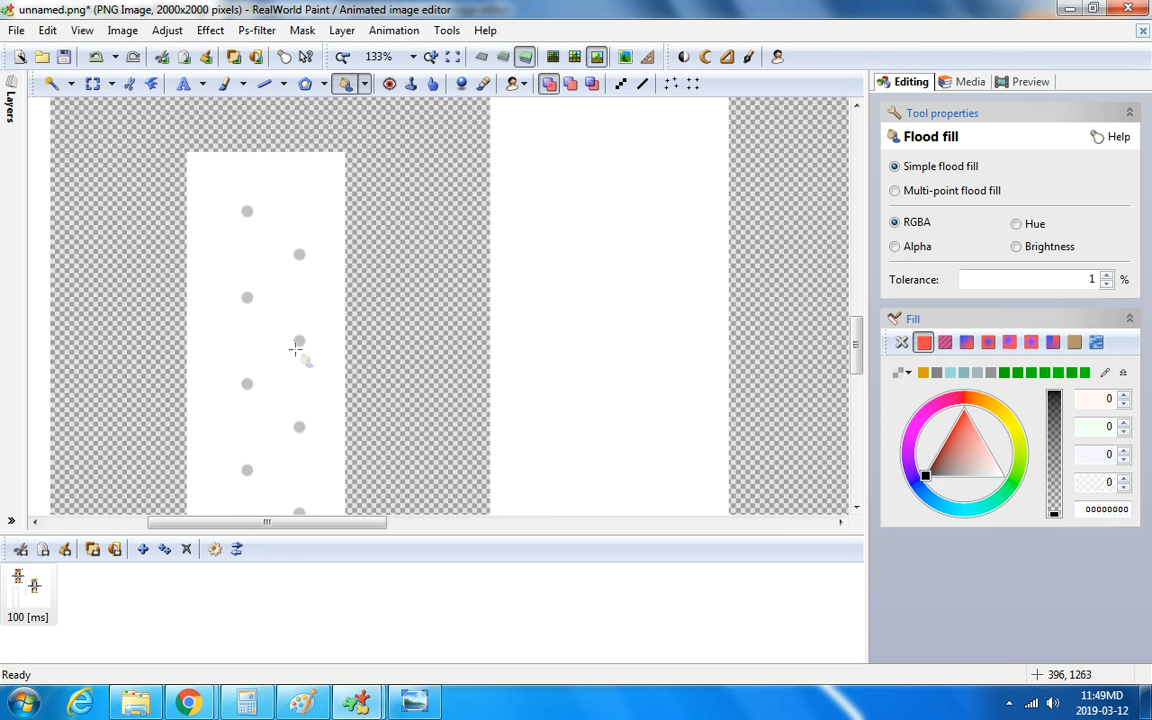 unnamed.png* (PNG Image, 2000x2000 pixels) - RealWorld Paint / Animated image editor
File Edit View Image Adjust Effect Ps-filter Mask Layer Animation Tools Help
133%
Layers
Editing Media Preview
Tool properties
Flood fill Help
Simple flood fill
Multi-point flood fill
RGBA Hue
Alpha Brightness
Tolerance: 1 %
Fill
0
0
0
0
00000000
100 [ms]
Ready 396, 1263
11:49MD
2019-03-12